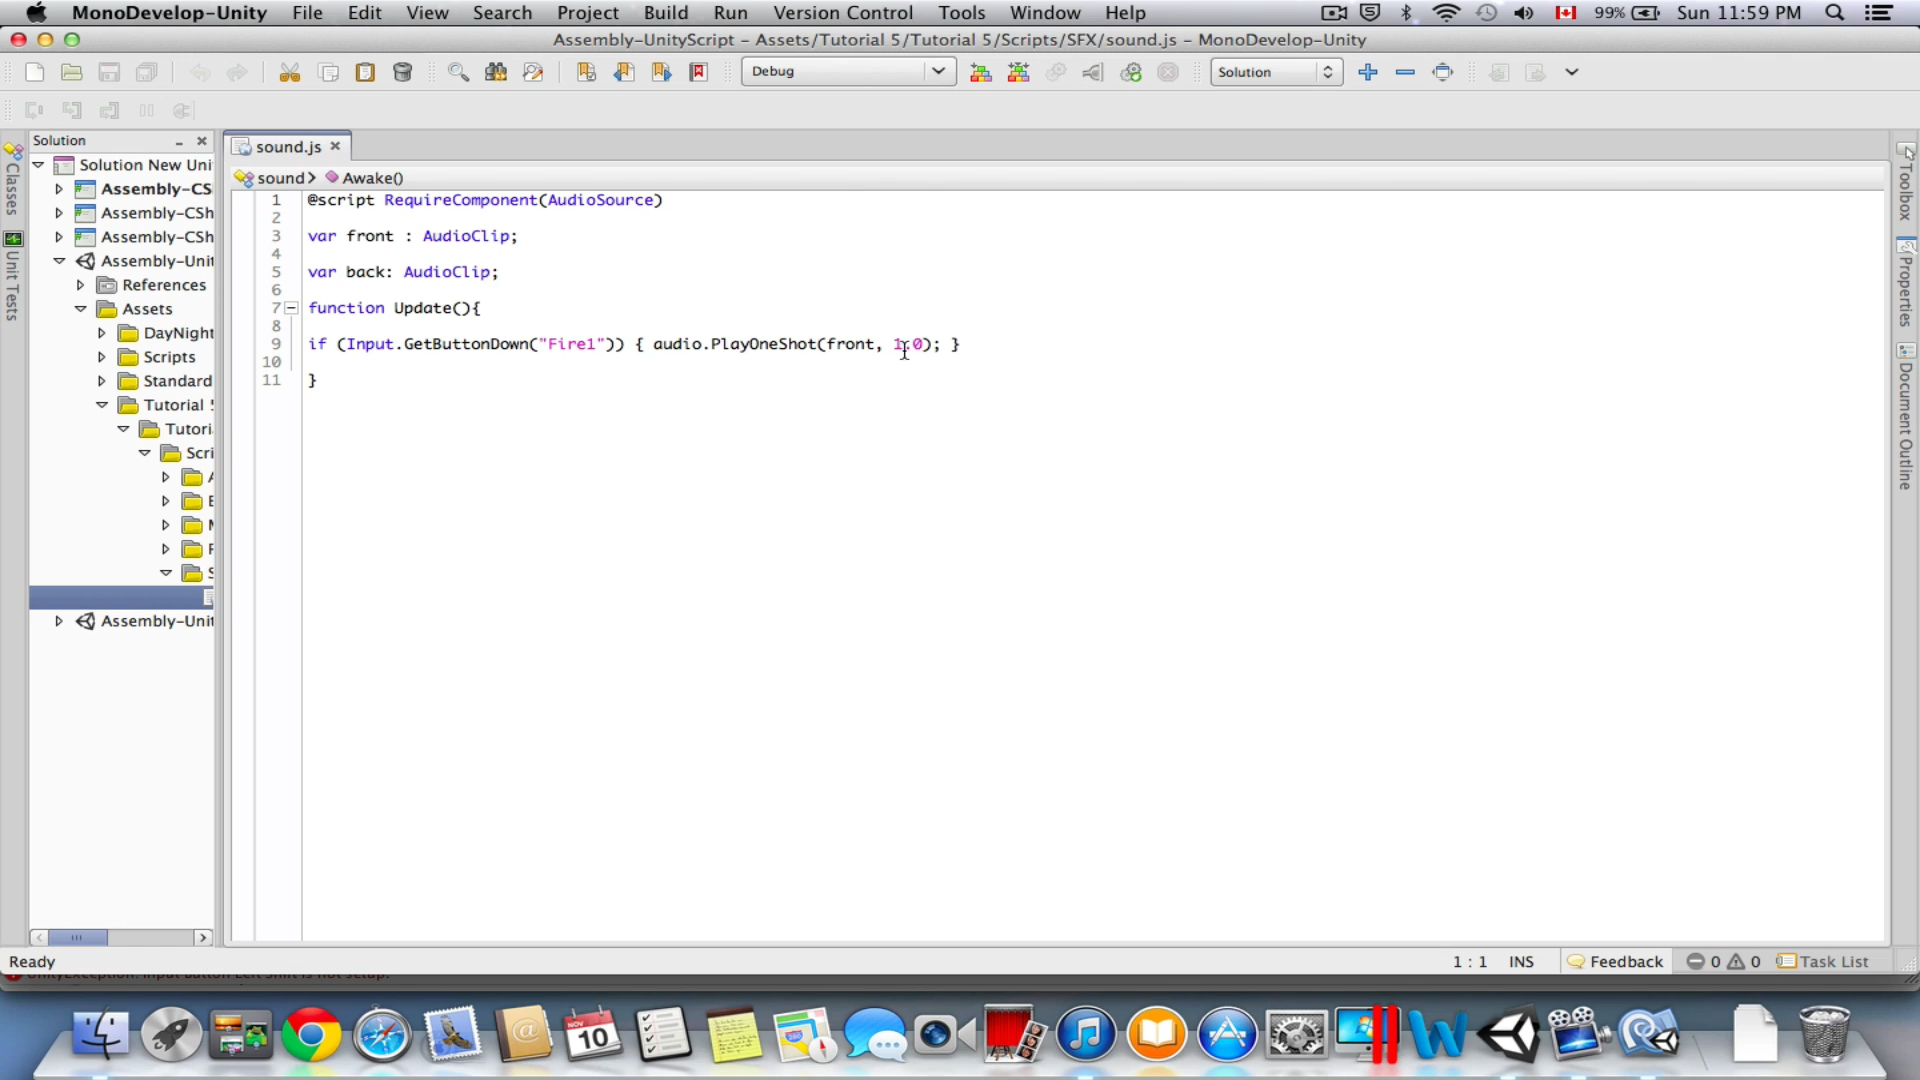 MonoDevelop-Unity File Edit View Search Project Build Run Version Control Tools Window Help 99% Sun 11:59 PM
Assembly-UnityScript – Assets/Tutorial 5/Tutorial 5/Scripts/SFX/sound.js – MonoDevelop-Unity
Debug
Solution
Solution
sound.js
sound Awake()
Classes
Unit Tests
Solution New Uni
Assembly-CS
Assembly-CSh
Assembly-CSh
Assembly-Unit
References
Assets
DayNight
Scripts
Standard
Tutorial
Tutori
Scri
Assembly-Unit
1 @script RequireComponent(AudioSource)
2
3 var front : AudioClip;
4
5 var back: AudioClip;
6
7 function Update(){
8
9 if (Input.GetButtonDown("Fire1")) { audio.PlayOneShot(front, 1.0); }
10
11 }
Toolbox
Properties
Document Outline
Ready
1 : 1 INS Feedback 0 0 Task List
NOV
10